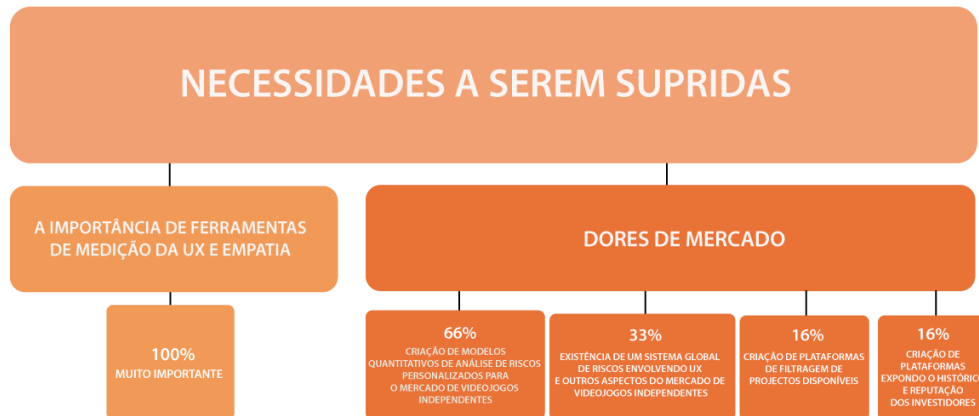 NECESSIDADES A SEREM SUPRIDAS
A IMPORTÂNCIA DE FERRAMENTAS
DE MEDIÇÃO DA UX E EMPATIA
DORES DE MERCADO
100%
MUITO IMPORTANTE
66%
CRIAÇÃO DE MODELOS
QUANTITATIVOS DE ANÁLISE DE RISCOS
PERSONALIZADOS PARA
O MERCADO DE VIDEOJOGOS
INDEPENDENTES
33%
EXISTÊNCIA DE UM SISTEMA GLOBAL
DE RISCOS ENVOLVENDO UX
E OUTROS ASPECTOS DO MERCADO DE
VIDEOJOGOS INDEPENDENTES
16%
CRIAÇÃO DE PLATAFORMAS
DE FILTRAGEM DE
PROJECTOS DISPONÍVEIS
16%
CRIAÇÃO DE
PLATAFORMAS
EXPONDO O HISTÓRICO
E REPUTAÇÃO
DOS INVESTIDORES